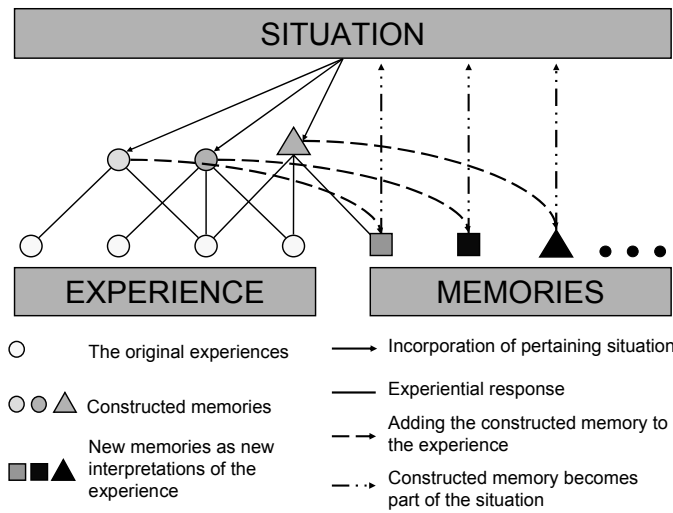 SITUATION
EXPERIENCE
MEMORIES
The original experiences
Constructed memories
New memories as new
interpretations of the
experience
Incorporation of pertaining situation
Experiential response
Adding the constructed memory to
the experience
Constructed memory becomes
part of the situation